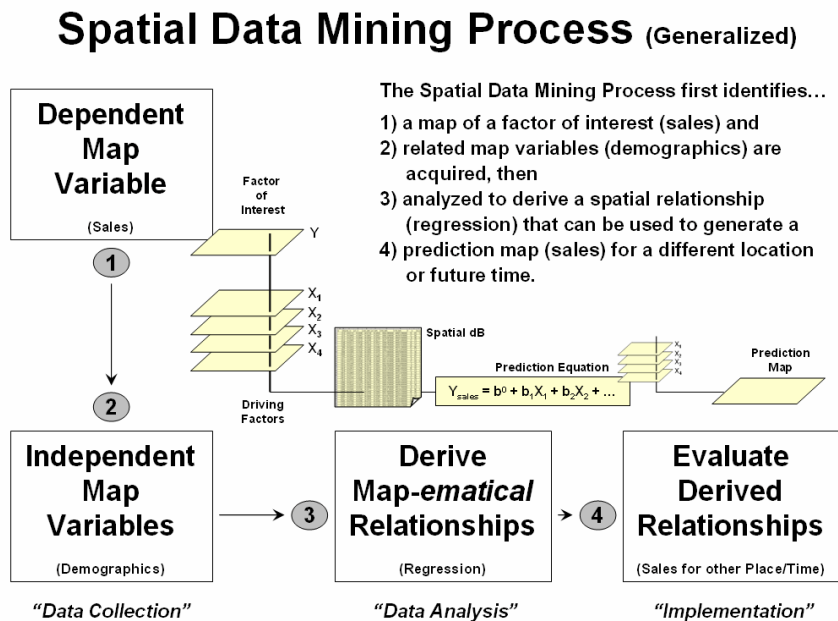 Spatial Data Mining Process (Generalized)
Dependent
Map
Variable
(Sales)
The Spatial Data Mining Process first identifies…
1) a map of a factor of interest (sales) and
2) related map variables (demographics) are
acquired, then
3) analyzed to derive a spatial relationship
(regression) that can be used to generate a
4) prediction map (sales) for a different location
or future time.
Factor
of
Interest
Y
1
X₁
X₂
X₃
X₄
Driving
Factors
Spatial dB
Prediction Equation
Y_sales = b⁰ + b₁X₁ + b₂X₂ + …
X₁
X₂
X₃
X₄
Prediction
Map
2
Independent
Map
Variables
(Demographics)
3
Derive
Map-ematical
Relationships
(Regression)
4
Evaluate
Derived
Relationships
(Sales for other Place/Time)
“Data Collection”
“Data Analysis”
“Implementation”